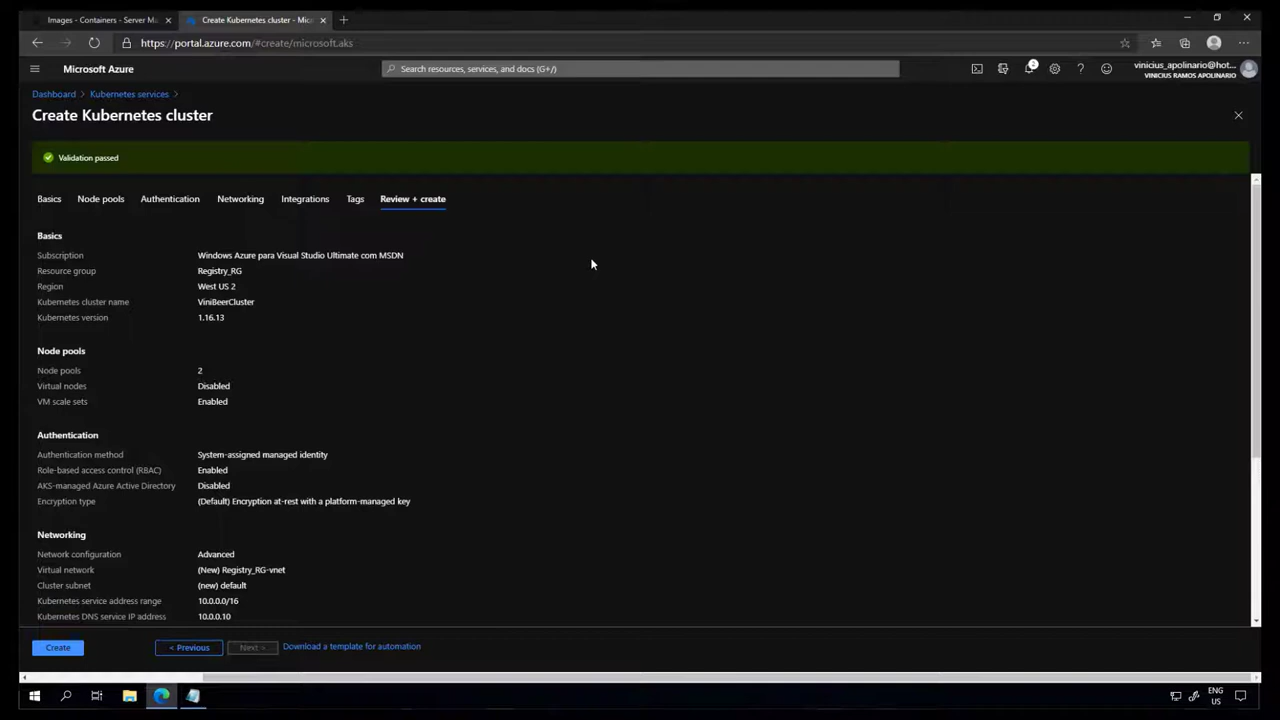 Images - Containers - Server Ma
Create Kubernetes cluster - Micr
https://portal.azure.com/#create/microsoft.aks
Microsoft Azure
Search resources, services, and docs (G+/)
2
vinicius_apolinario@hot...
VINICIUS RAMOS APOLINARIO
Dashboard > Kubernetes services >
Create Kubernetes cluster
Validation passed
Basics Node pools Authentication Networking Integrations Tags Review + create
Basics
Subscription Windows Azure para Visual Studio Ultimate com MSDN
Resource group Registry_RG
Region West US 2
Kubernetes cluster name ViniBeerCluster
Kubernetes version 1.16.13
Node pools
Node pools 2
Virtual nodes Disabled
VM scale sets Enabled
Authentication
Authentication method System-assigned managed identity
Role-based access control (RBAC) Enabled
AKS-managed Azure Active Directory Disabled
Encryption type (Default) Encryption at-rest with a platform-managed key
Networking
Network configuration Advanced
Virtual network (New) Registry_RG-vnet
Cluster subnet (new) default
Kubernetes service address range 10.0.0.0/16
Kubernetes DNS service IP address 10.0.0.10
Create < Previous Next > Download a template for automation
ENG
US